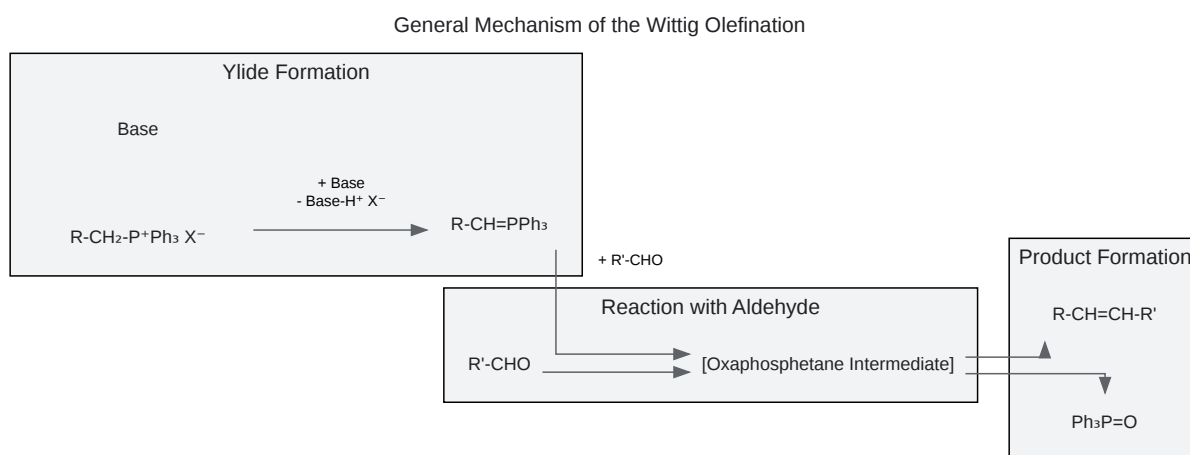 General Mechanism of the Wittig Olefination
Ylide Formation
Base
+ Base
- Base-H⁺ X⁻
R-CH₂-P⁺Ph₃ X⁻
R-CH=PPh₃
+ R'-CHO
Reaction with Aldehyde
R'-CHO
[Oxaphosphetane Intermediate]
Product Formation
R-CH=CH-R'
Ph₃P=O